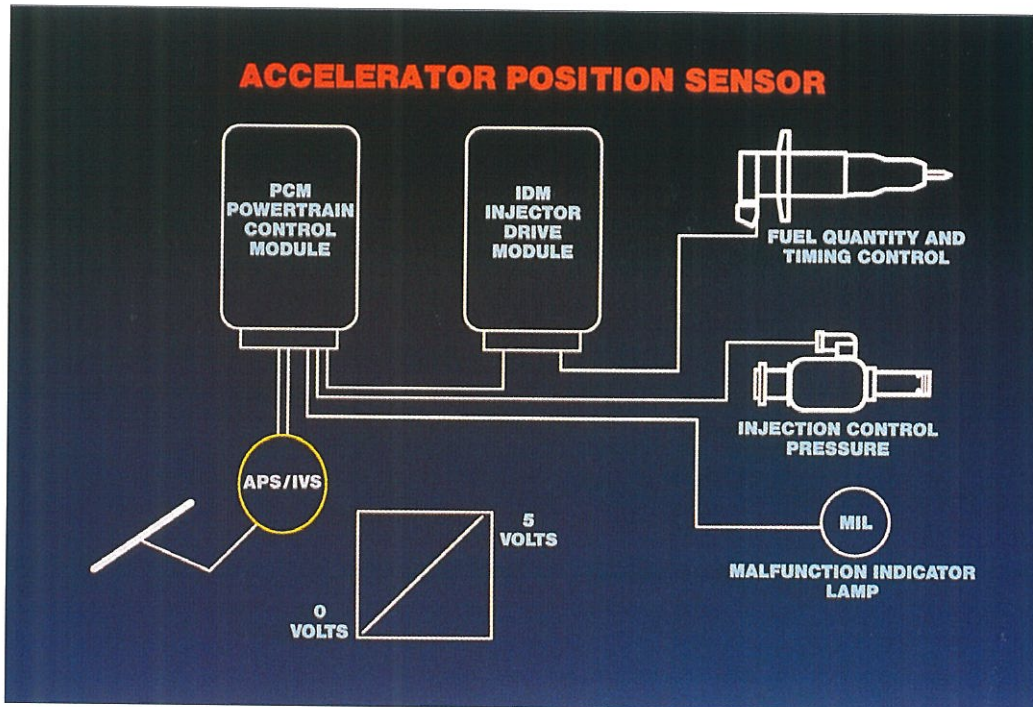 ACCELERATOR POSITION SENSOR
PCM
POWERTRAIN
CONTROL
MODULE
IDM
INJECTOR
DRIVE
MODULE
FUEL QUANTITY AND
TIMING CONTROL
INJECTION CONTROL
PRESSURE
APS/IVS
5
VOLTS
0
VOLTS
MIL
MALFUNCTION INDICATOR
LAMP